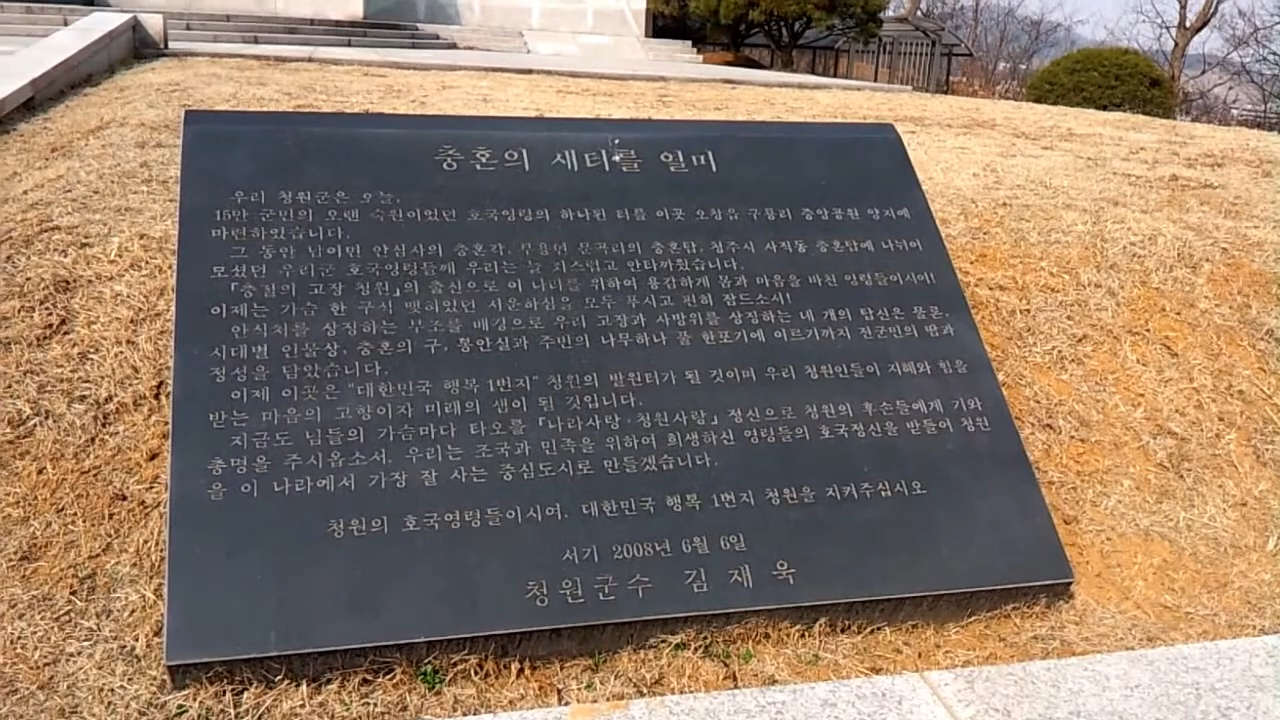 충혼의 새터를 일며
우리 청원군은 오늘,
15만 군민의 오랜 숙원이었던 호국영령의 하나된 터를 이곳 오창읍 구룡리 중앙공원 양지에
마련하였습니다.
그 동안 남이면 안심사의 충혼각, 부용면 문곡리의 충혼탑, 청주시 사직동 충혼탑에 나뉘어
모셨던 우리군 호국영령들께 우리는 늘 죄스럽고 안타까웠습니다.
『충절의 고장 청원』의 출신으로 이 나라를 위하여 용감하게 몸과 마음을 바친 영령들이시여!
이제는 가슴 한 구석 맺히었던 서운하심을 모두 푸시고 편히 잠드소서!
안식처를 상징하는 부조를 배경으로 우리 고장과 사방위를 상징하는 네 개의 탑신은 물론,
시대별 인물상, 충혼의 구, 봉안실과 주변의 나무하나 풀 한포기에 이르기까지 전군민의 땀과
정성을 담았습니다.
이제 이곳은 "대한민국 행복 1번지" 청원의 발원터가 될 것이며 우리 청원인들이 지혜와 힘을
받는 마음의 고향이자 미래의 샘이 될 것입니다.
지금도 님들의 가슴마다 타오를 『나라사랑·청원사랑』 정신으로 청원의 후손들에게 기와
총명을 주시옵소서. 우리는 조국과 민족을 위하여 희생하신 영령들의 호국정신을 받들어 청원
을 이 나라에서 가장 잘 사는 중심도시로 만들겠습니다.
청원의 호국영령들이시여, 대한민국 행복 1번지 청원을 지켜주십시오
서기 2008년 6월 6일
청원군수 김재욱